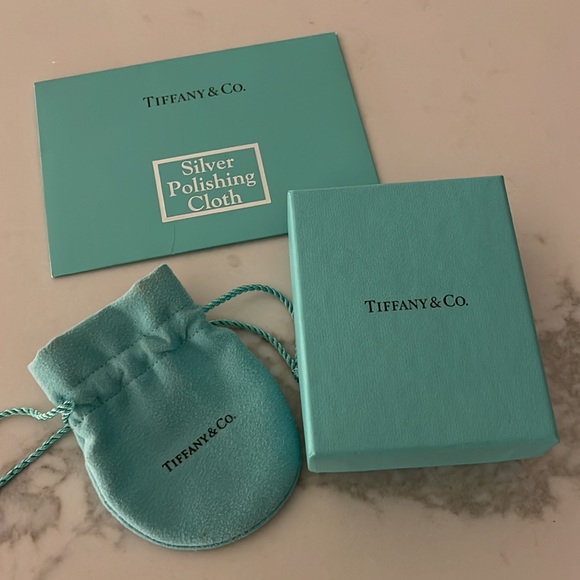 TIFFANY & CO.
Silver
Polishing
Cloth
TIFFANY & CO.
TIFFANY & CO.